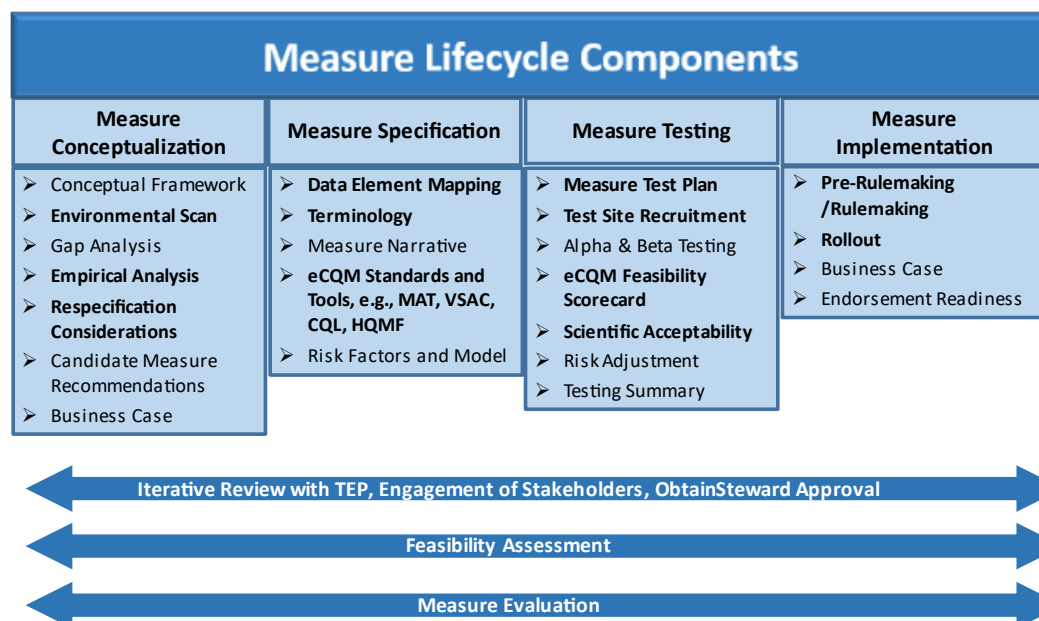 Measure Lifecycle Components
Measure
Conceptualization
➢ Conceptual Framework
➢ Environmental Scan
➢ Gap Analysis
➢ Empirical Analysis
➢ Respecification
Considerations
➢ Candidate Measure
Recommendations
➢ Business Case
Measure Specification
➢ Data Element Mapping
➢ Terminology
➢ Measure Narrative
➢ eCQM Standards and
Tools, e.g., MAT, VSAC,
CQL, HQMF
➢ Risk Factors and Model
Measure Testing
➢ Measure Test Plan
➢ Test Site Recruitment
➢ Alpha & Beta Testing
➢ eCQM Feasibility
Scorecard
➢ Scientific Acceptability
➢ Risk Adjustment
➢ Testing Summary
Measure
Implementation
➢ Pre-Rulemaking
/Rulemaking
➢ Rollout
➢ Business Case
➢ Endorsement Readiness
Iterative Review with TEP, Engagement of Stakeholders, ObtainSteward Approval
Feasibility Assessment
Measure Evaluation